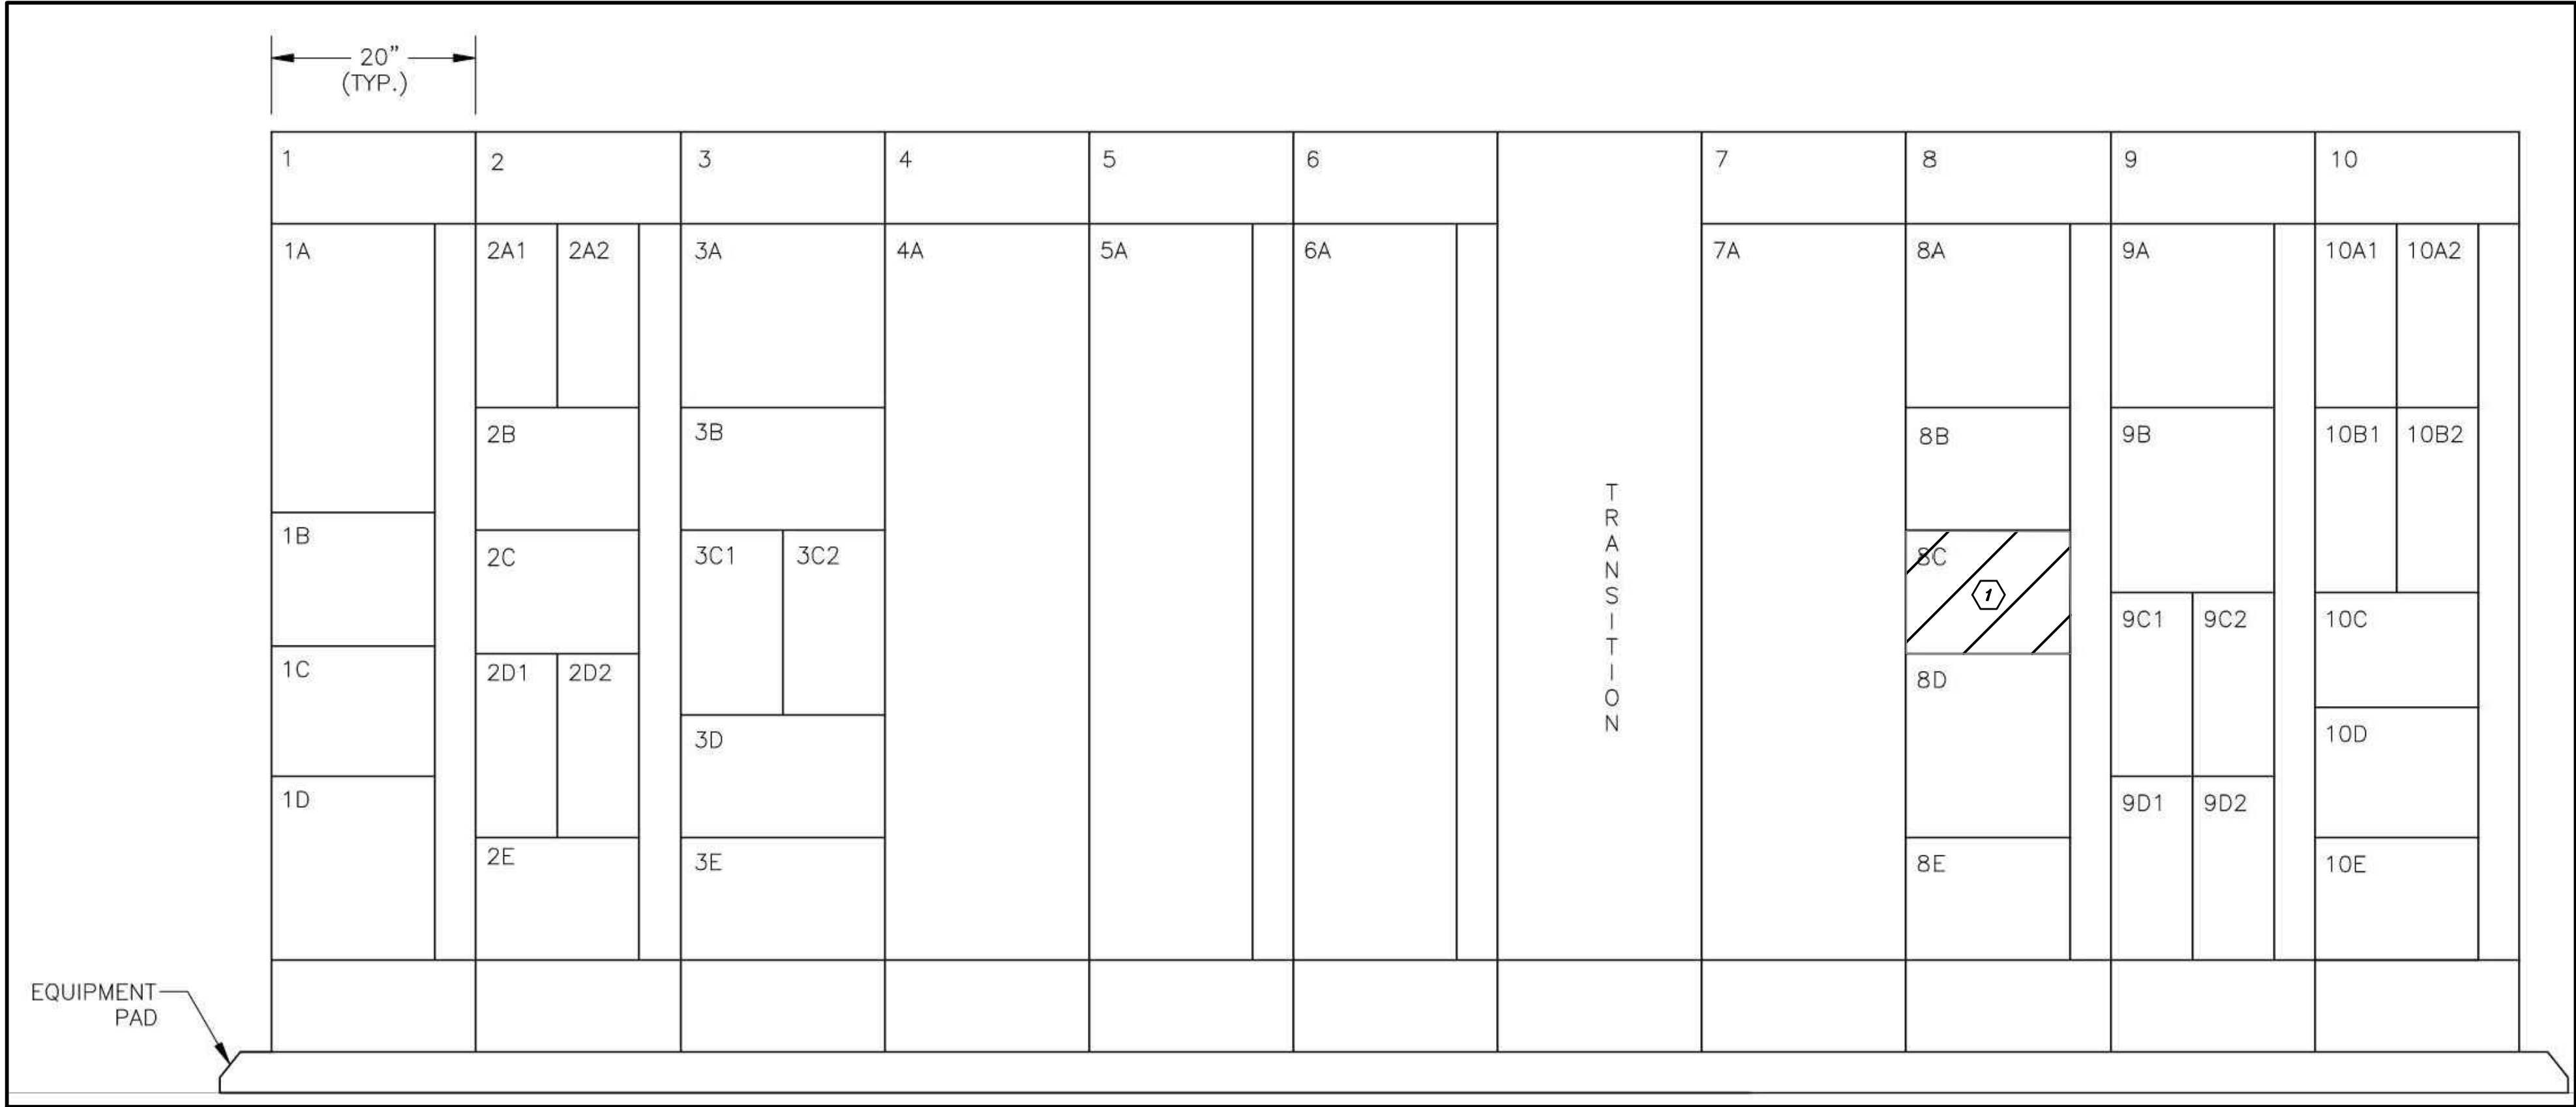 20”
(TYP.)
1
2
3
4
5
6
7
8
9
10
1A
2A1
2A2
3A
4A
5A
6A
7A
8A
9A
10A1
10A2
2B
3B
8B
9B
10B1
10B2
1B
2C
3C1
3C2
8C
1
TRANSITION
9C1
9C2
10C
1C
2D1
2D2
8D
3D
10D
1D
9D1
9D2
2E
3E
8E
10E
EQUIPMENT
PAD